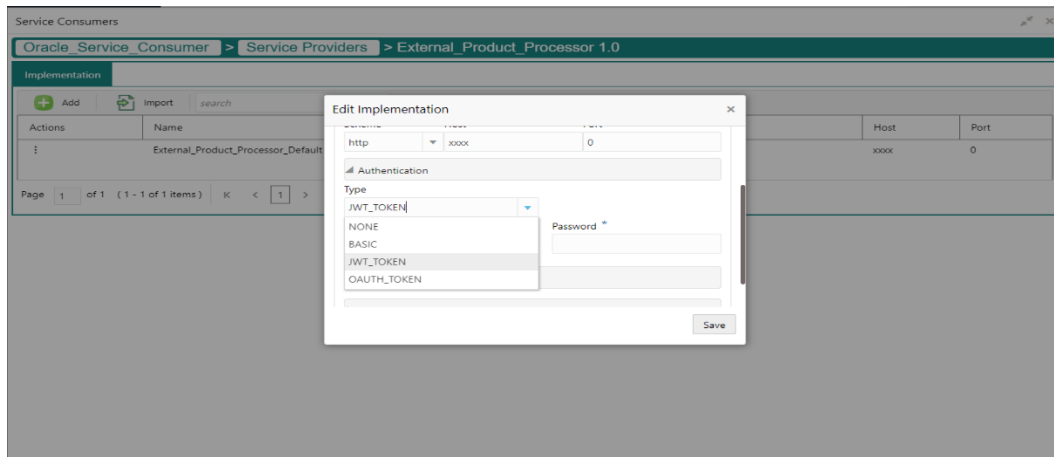 Service Consumers
Oracle_Service_Consumer > Service Providers > External_Product_Processor 1.0
Implementation
Add Import search
Actions Name Host Port
External_Product_Processor_Default xxxx 0
Page 1 of 1 (1 - 1 of 1 items) K < 1 >
Edit Implementation
http xxxx 0
Authentication
Type
JWT_TOKEN
NONE
BASIC
JWT_TOKEN
OAUTH_TOKEN
Password *
Save